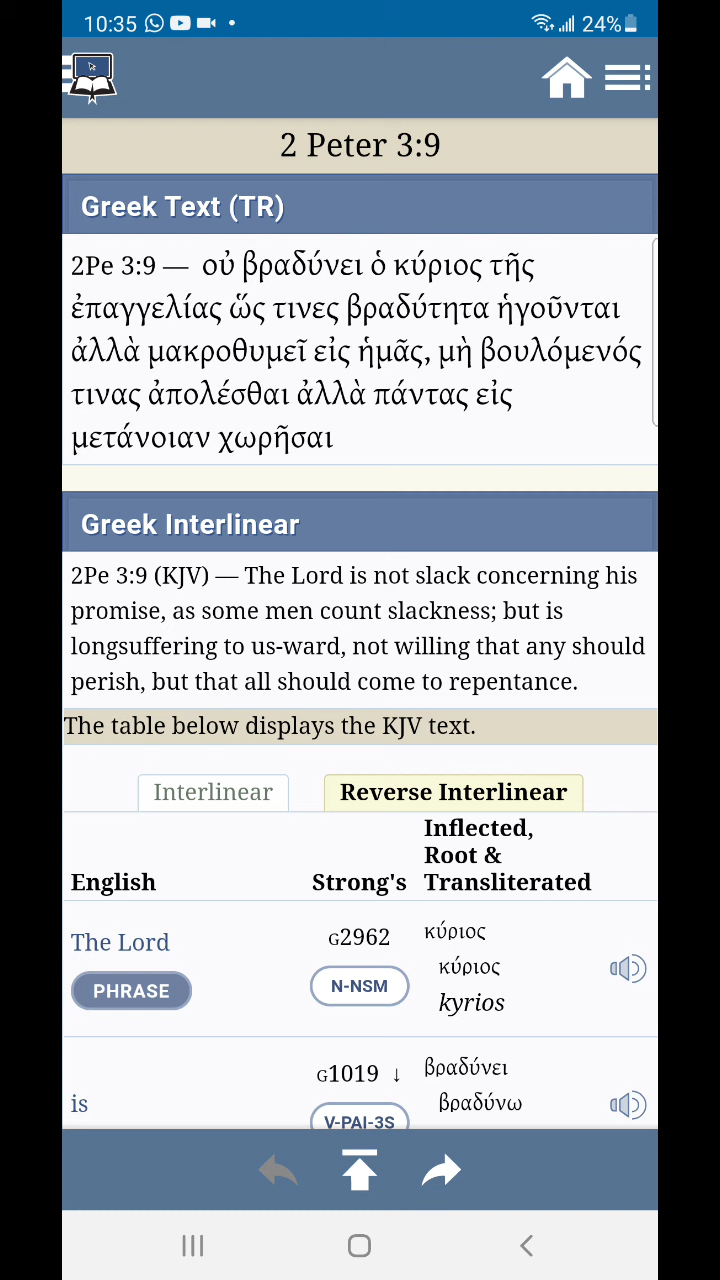 10:35 24%
2 Peter 3:9
Greek Text (TR)
2Pe 3:9 — οὐ βραδύνει ὁ κύριος τῆς
ἐπαγγελίας ὥς τινες βραδύτητα ἡγοῦνται
ἀλλὰ μακροθυμεῖ εἰς ἡμᾶς, μὴ βουλόμενός
τινας ἀπολέσθαι ἀλλὰ πάντας εἰς
μετάνοιαν χωρῆσαι
Greek Interlinear
2Pe 3:9 (KJV) — The Lord is not slack concerning his
promise, as some men count slackness; but is
longsuffering to us-ward, not willing that any should
perish, but that all should come to repentance.
The table below displays the KJV text.
Interlinear Reverse Interlinear
Inflected,
Root &
English Strong's Transliterated
The Lord G2962 κύριος
κύριος
PHRASE N-NSM kyrios
G1019 ↓ βραδύνει
is βραδύνω
V-PAI-3S